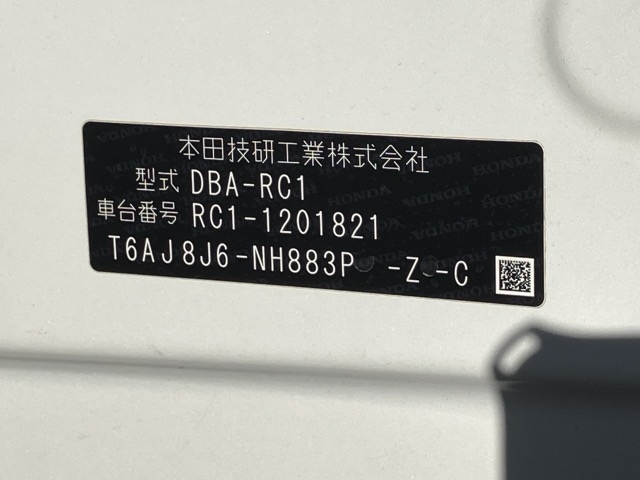 本田技研工業株式会社
型式 DBA-RC1
車台番号 RC1-1201821
T6AJ8J6-NH883P -Z -C